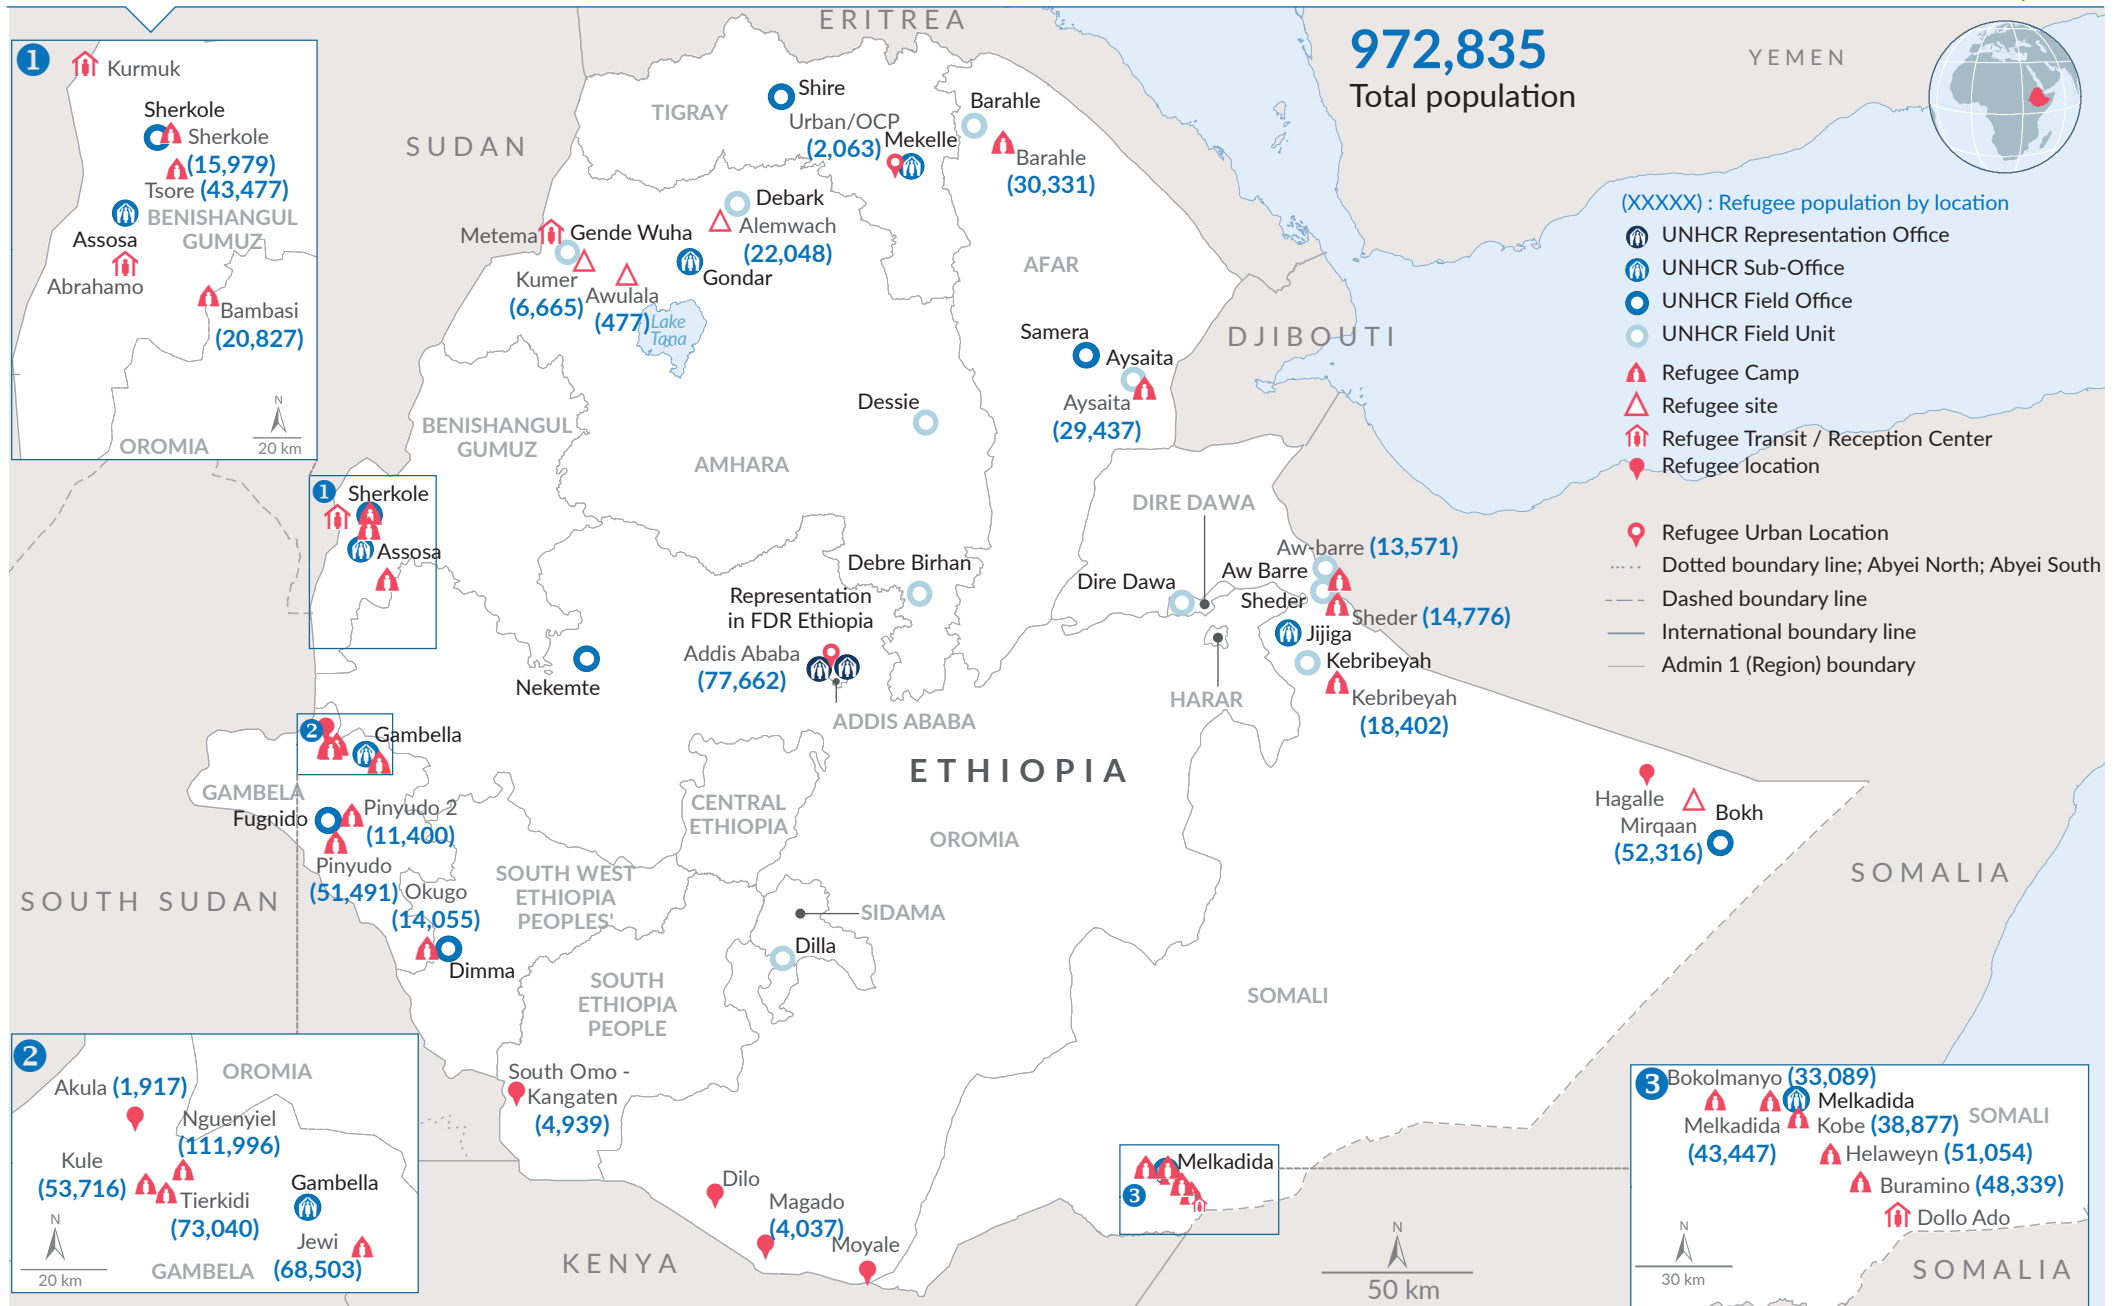 ERITREA
972,835
Total population
YEMEN
SUDAN
TIGRAY
Shire
Urban/OCP
(2,063)
Mekelle
Barahle
Barahle
(30,331)
Debark
Alemwach
(22,048)
Metema
Gende Wuha
Gondar
Kumer
(6,665)
Awulala
(477)
Lake
Tana
AFAR
DJIBOUTI
Samera
Aysaita
Aysaita
(29,437)
Dessie
BENISHANGUL
GUMUZ
AMHARA
1
Sherkole
Assosa
DIRE DAWA
Dire Dawa
Aw-barre (13,571)
Aw Barre
Sheder
Sheder (14,776)
Jijiga
Kebribeyah
Kebribeyah
(18,402)
HARAR
Debre Birhan
Representation
in FDR Ethiopia
Addis Ababa
(77,662)
ADDIS ABABA
Nekemte
2
Gambella
GAMBELA
Fugnido
Pinyudo 2
(11,400)
Pinyudo
(51,491)
Okugo
(14,055)
Dimma
ETHIOPIA
CENTRAL
ETHIOPIA
OROMIA
SOUTH WEST
ETHIOPIA
PEOPLES'
SIDAMA
Dilla
SOUTH
ETHIOPIA
PEOPLE
SOMALI
Hagalle
Mirqaan
(52,316)
Bokh
SOMALIA
SOUTH SUDAN
South Omo -
Kangaten
(4,939)
Dilo
Magado
(4,037)
Moyale
KENYA
3
Melkadida
N
50 km
1
Kurmuk
Sherkole
Sherkole
(15,979)
Tsore (43,477)
BENISHANGUL
GUMUZ
Assosa
Abrahamo
Bambasi
(20,827)
OROMIA
N
20 km
2
OROMIA
Akula (1,917)
Nguenyiel
(111,996)
Kule
(53,716)
Tierkidi
(73,040)
Gambella
Jewi
(68,503)
GAMBELA
N
20 km
3
Bokolmanyo (33,089)
Melkadida
SOMALI
Melkadida
(43,447)
Kobe (38,877)
Helaweyn (51,054)
Buramino (48,339)
Dollo Ado
SOMALIA
N
30 km
(XXXXX) : Refugee population by location
UNHCR Representation Office
UNHCR Sub-Office
UNHCR Field Office
UNHCR Field Unit
Refugee Camp
Refugee site
Refugee Transit / Reception Center
Refugee location
Refugee Urban Location
Dotted boundary line; Abyei North; Abyei South
Dashed boundary line
International boundary line
Admin 1 (Region) boundary